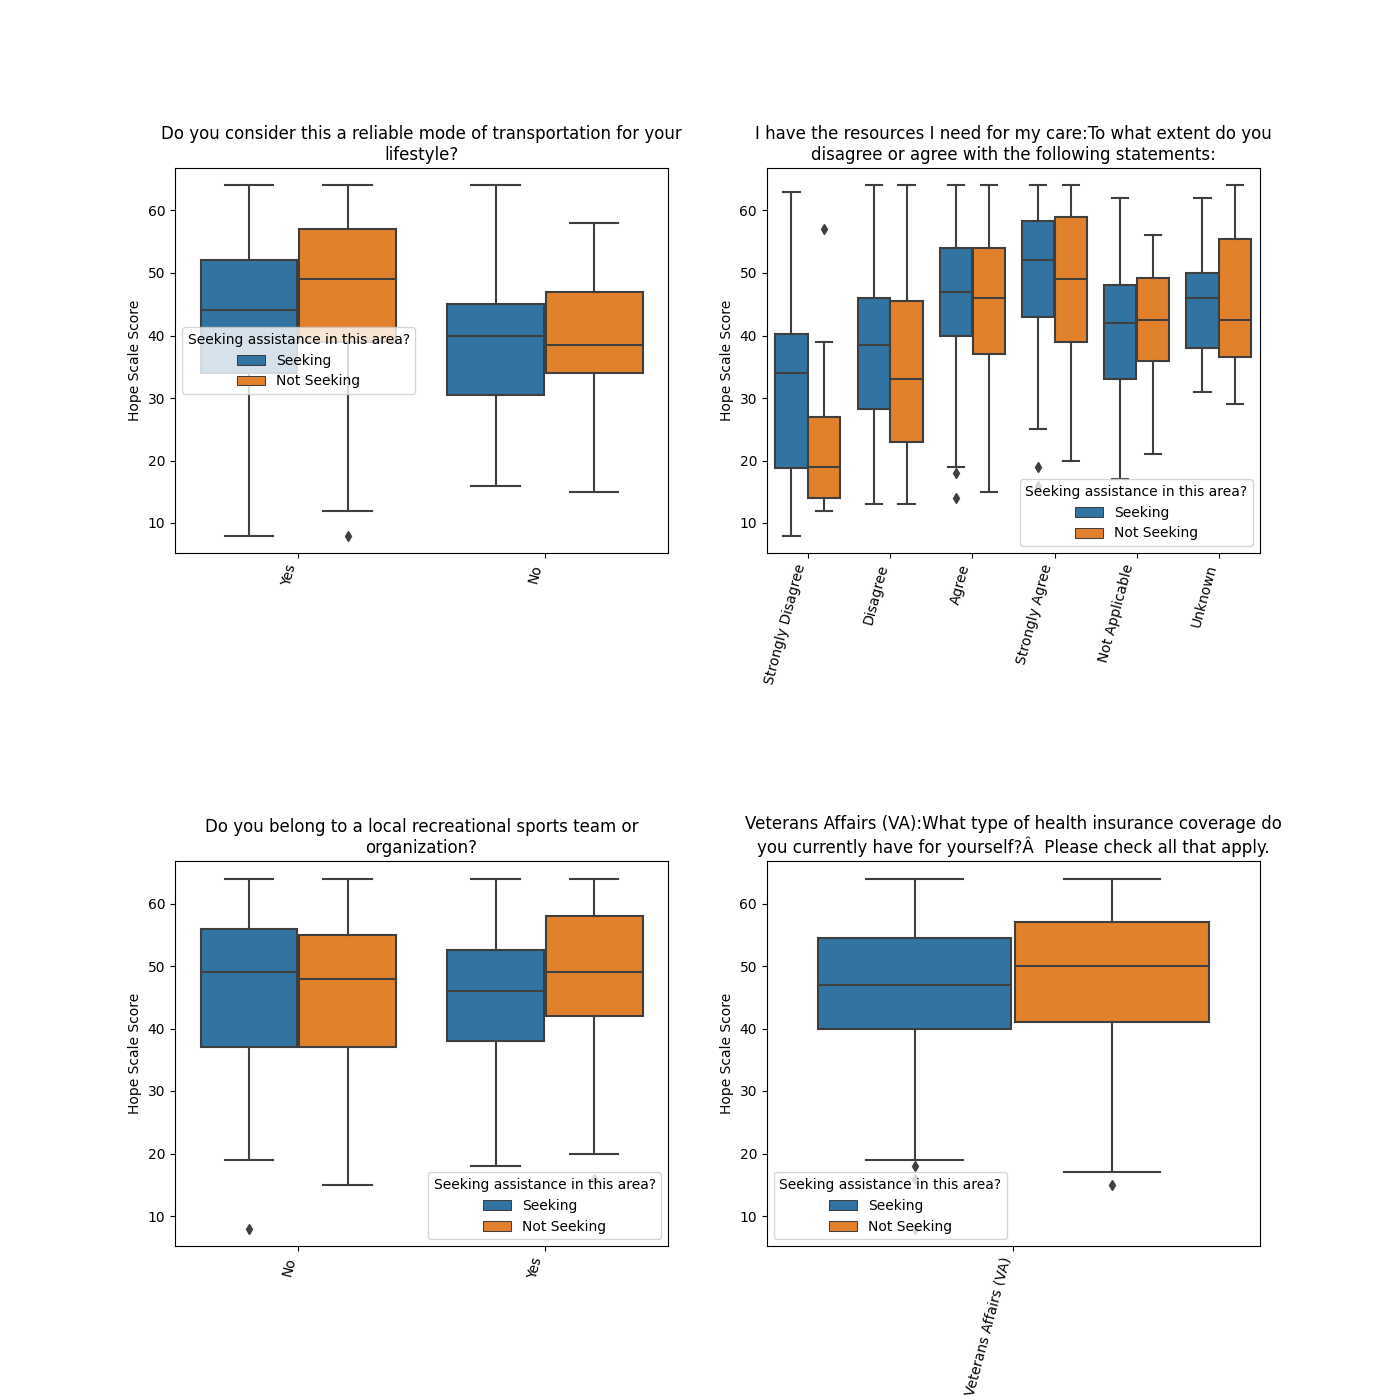 Do you consider this a reliable mode of transportation for your
lifestyle?
Hope Scale Score
60
50
40
30
20
10
Seeking assistance in this area?
Seeking
Not Seeking
Yes
No
I have the resources I need for my care:To what extent do you
disagree or agree with the following statements:
Hope Scale Score
60
50
40
30
20
10
Seeking assistance in this area?
Seeking
Not Seeking
Strongly Disagree
Disagree
Agree
Strongly Agree
Not Applicable
Unknown
Do you belong to a local recreational sports team or
organization?
Hope Scale Score
60
50
40
30
20
10
Seeking assistance in this area?
Seeking
Not Seeking
No
Yes
Veterans Affairs (VA):What type of health insurance coverage do
you currently have for yourself?Â  Please check all that apply.
Hope Scale Score
60
50
40
30
20
10
Seeking assistance in this area?
Seeking
Not Seeking
Veterans Affairs (VA)